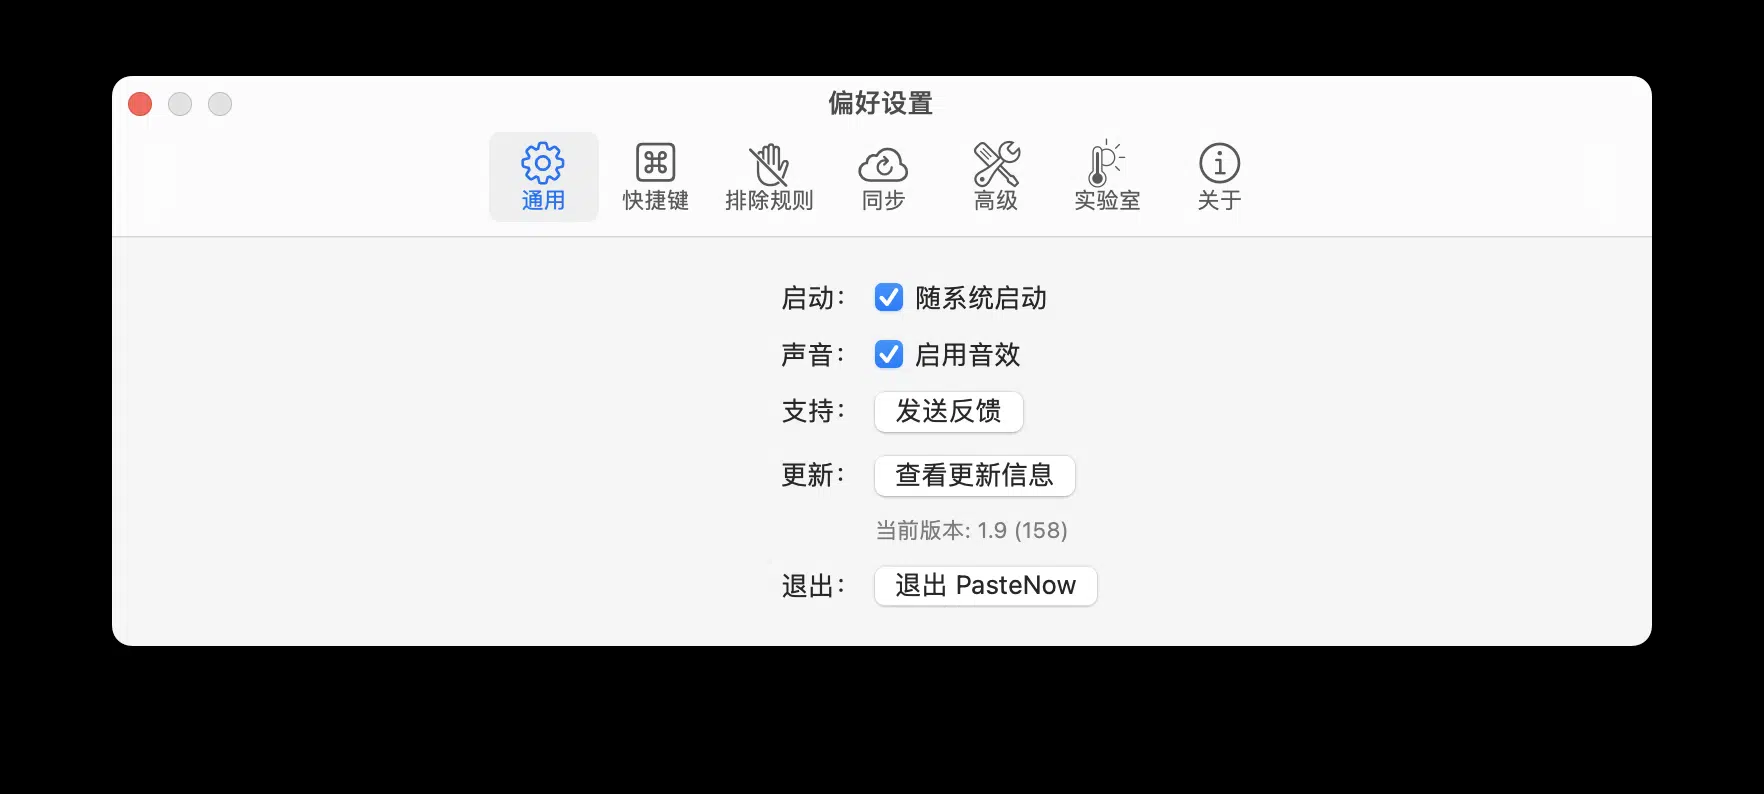 偏好设置
通用 快捷键 排除规则 同步 高级 实验室 关于
启动： 随系统启动
声音： 启用音效
支持： 发送反馈
更新： 查看更新信息
当前版本: 1.9 (158)
退出： 退出 PasteNow